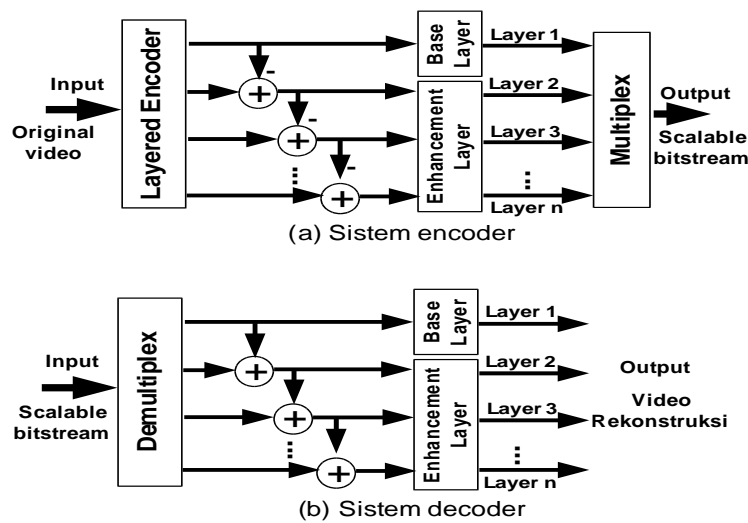 Input
Original
video
Layered Encoder
-
+
-
+
-
...
+
Base
Layer
Enhancement
Layer
Layer 1
Layer 2
Layer 3
...
Layer n
Multiplex
Output
Scalable
bitstream
(a) Sistem encoder
Input
Scalable
bitstream
Demultiplex
+
+
...
+
Base
Layer
Enhancement
Layer
Layer 1
Layer 2
Layer 3
...
Layer n
Output
Video
Rekonstruksi
(b) Sistem decoder